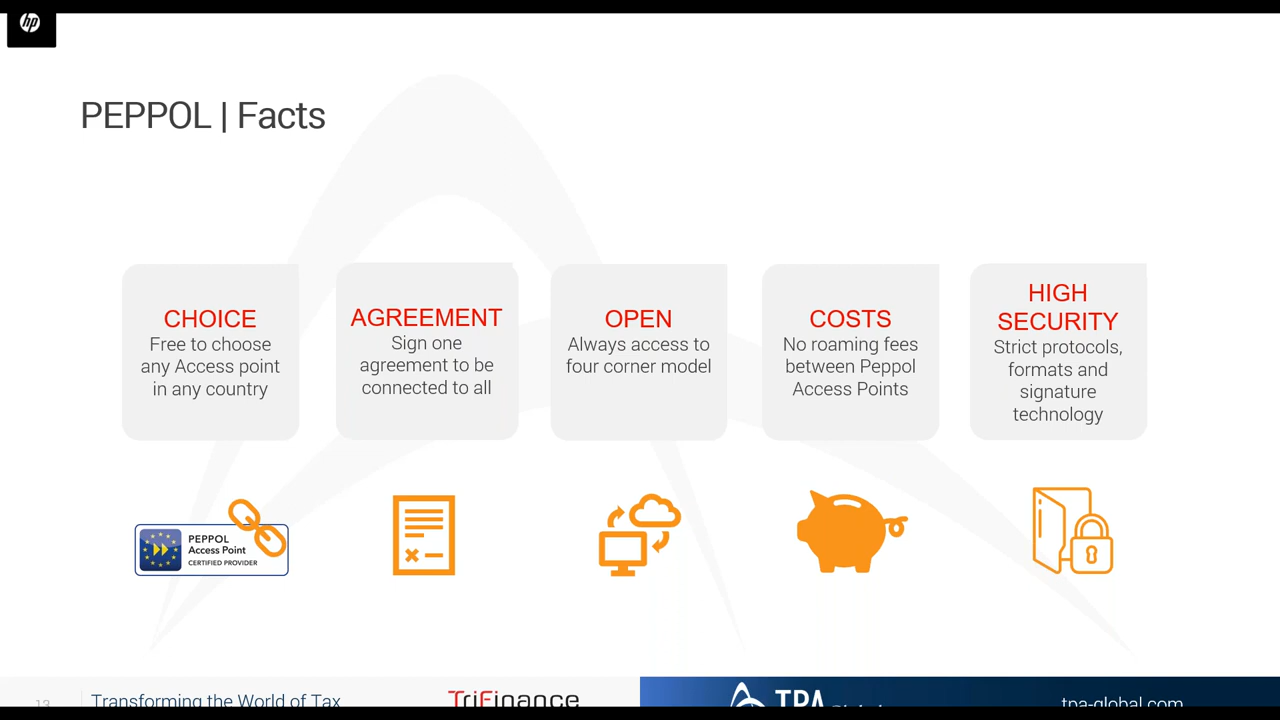 hp
PEPPOL | Facts
CHOICE
Free to choose
any Access point
in any country
AGREEMENT
Sign one
agreement to be
connected to all
OPEN
Always access to
four corner model
COSTS
No roaming fees
between Peppol
Access Points
HIGH
SECURITY
Strict protocols,
formats and
signature
technology
PEPPOL
Access Point
CERTIFIED PROVIDER
13
Transforming the World of Tax
TriFinance
TPA
Global
tpa-global.com